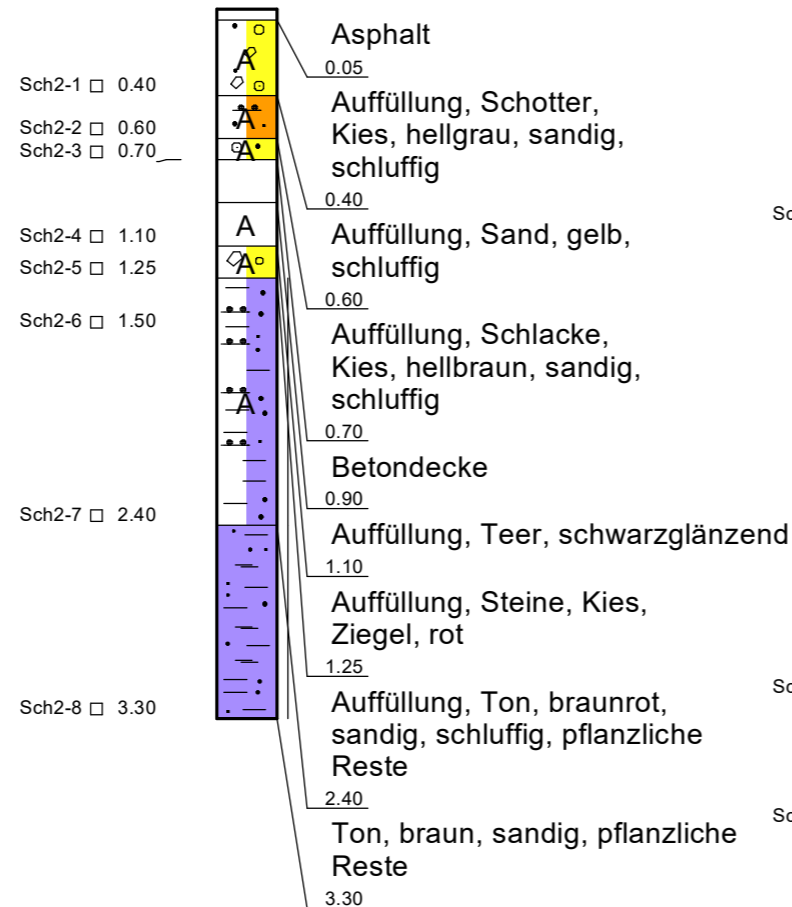 Asphalt
0.05
Sch2-1 0.40
A
Auffüllung, Schotter,
Kies, hellgrau, sandig,
schluffig
0.40
Sch2-2 0.60
A
Sch2-3 0.70
A
Auffüllung, Sand, gelb,
schluffig
0.60
Sch2-4 1.10
A
Sch2-5 1.25
A
Sch2-6 1.50
Auffüllung, Schlacke,
Kies, hellbraun, sandig,
schluffig
0.70
A
Betondecke
0.90
Sch2-7 2.40
Auffüllung, Teer, schwarzglänzend
1.10
Auffüllung, Steine, Kies,
Ziegel, rot
1.25
Sch2-8 3.30
Auffüllung, Ton, braunrot,
sandig, schluffig, pflanzliche
Reste
2.40
Ton, braun, sandig, pflanzliche
Reste
3.30